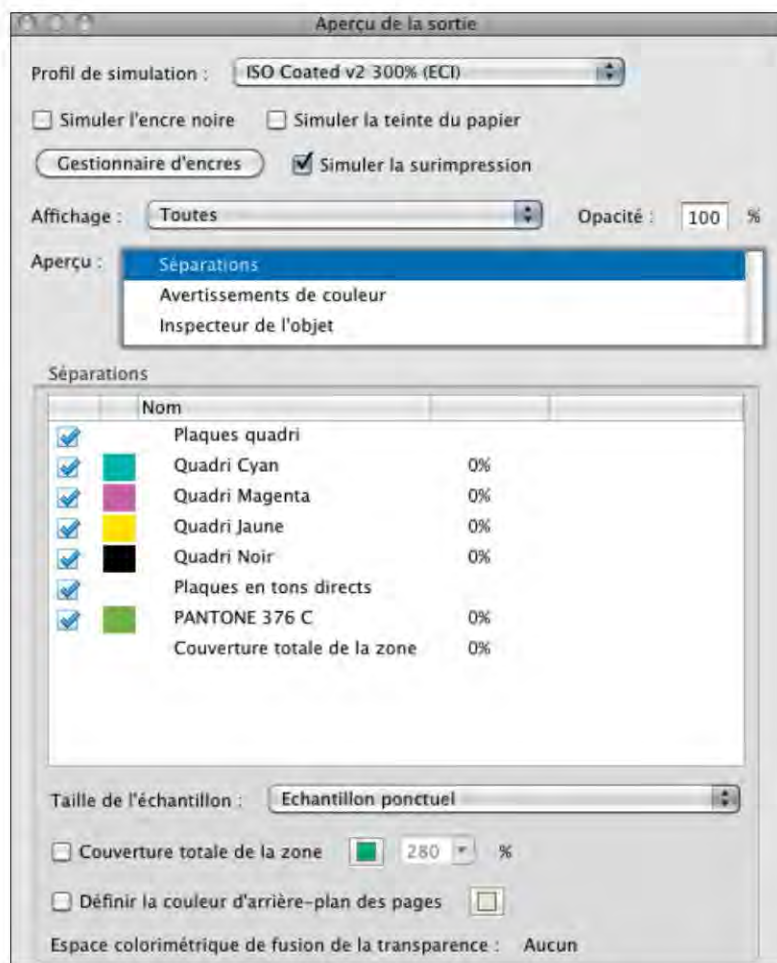 Aperçu de la sortie
Profil de simulation : ISO Coated v2 300% (ECI)
Simuler l'encre noire Simuler la teinte du papier
Gestionnaire d'encres Simuler la surimpression
Affichage : Toutes Opacité : 100 %
Aperçu : Séparations
Avertissements de couleur
Inspecteur de l'objet
Séparations
Nom
Plaques quadri
Quadri Cyan 0%
Quadri Magenta 0%
Quadri Jaune 0%
Quadri Noir 0%
Plaques en tons directs
PANTONE 376 C 0%
Couverture totale de la zone 0%
Taille de l'échantillon : Echantillon ponctuel
Couverture totale de la zone 280 %
Définir la couleur d'arrière-plan des pages
Espace colorimétrique de fusion de la transparence : Aucun